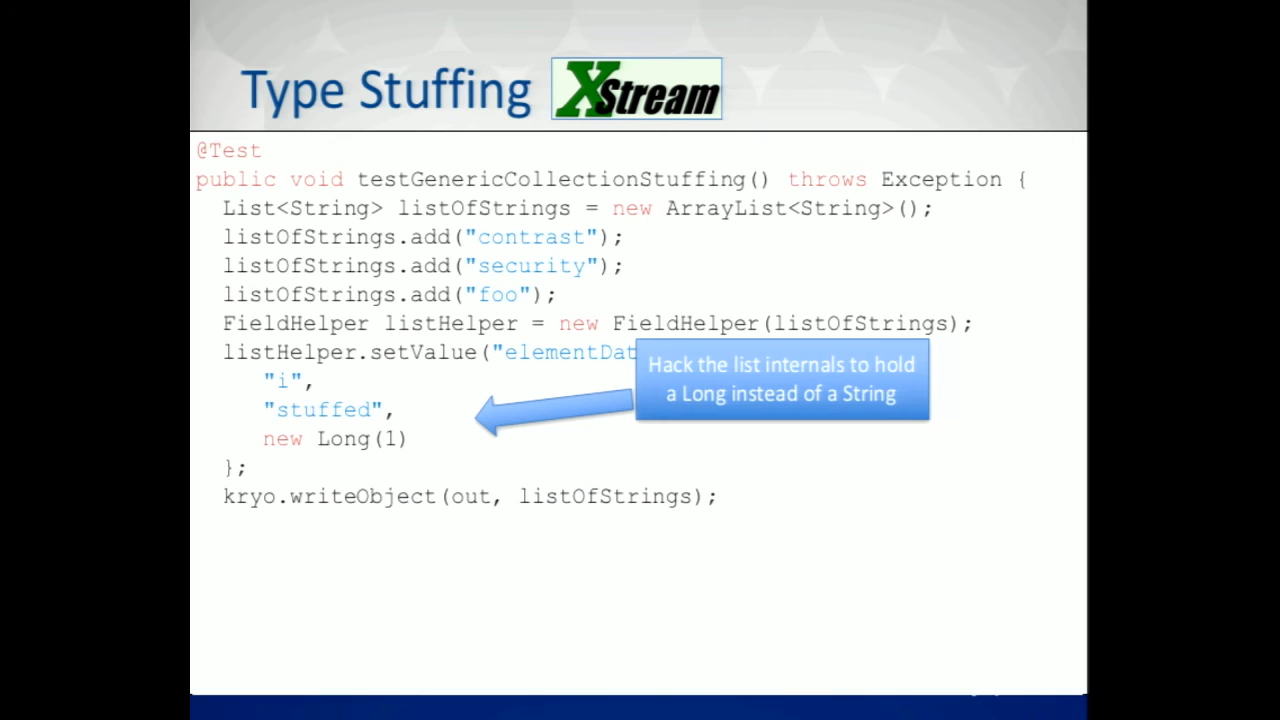 Type Stuffing XStream
@Test
public void testGenericCollectionStuffing() throws Exception {
List<String> listOfStrings = new ArrayList<String>();
listOfStrings.add("contrast");
listOfStrings.add("security");
listOfStrings.add("foo");
FieldHelper listHelper = new FieldHelper(listOfStrings);
listHelper.setValue("elementDat
Hack the list internals to hold
a Long instead of a String
"i",
"stuffed",
new Long(1)
};
kryo.writeObject(out, listOfStrings);